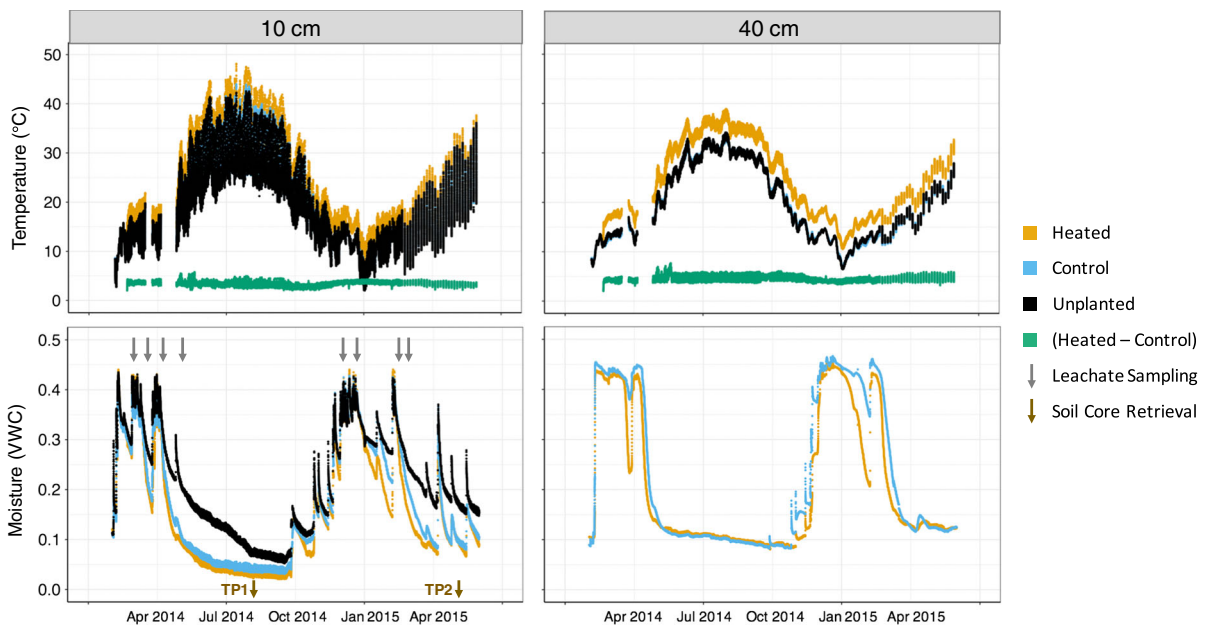 10 cm
40 cm
Temperature (°C)
50
40
30
20
10
0
Heated
Control
Unplanted
(Heated – Control)
Leachate Sampling
Soil Core Retrieval
Moisture (VWC)
0.5
0.4
0.3
0.2
0.1
0.0
TP1
TP2
Apr 2014
Jul 2014
Oct 2014
Jan 2015
Apr 2015
Apr 2014
Jul 2014
Oct 2014
Jan 2015
Apr 2015